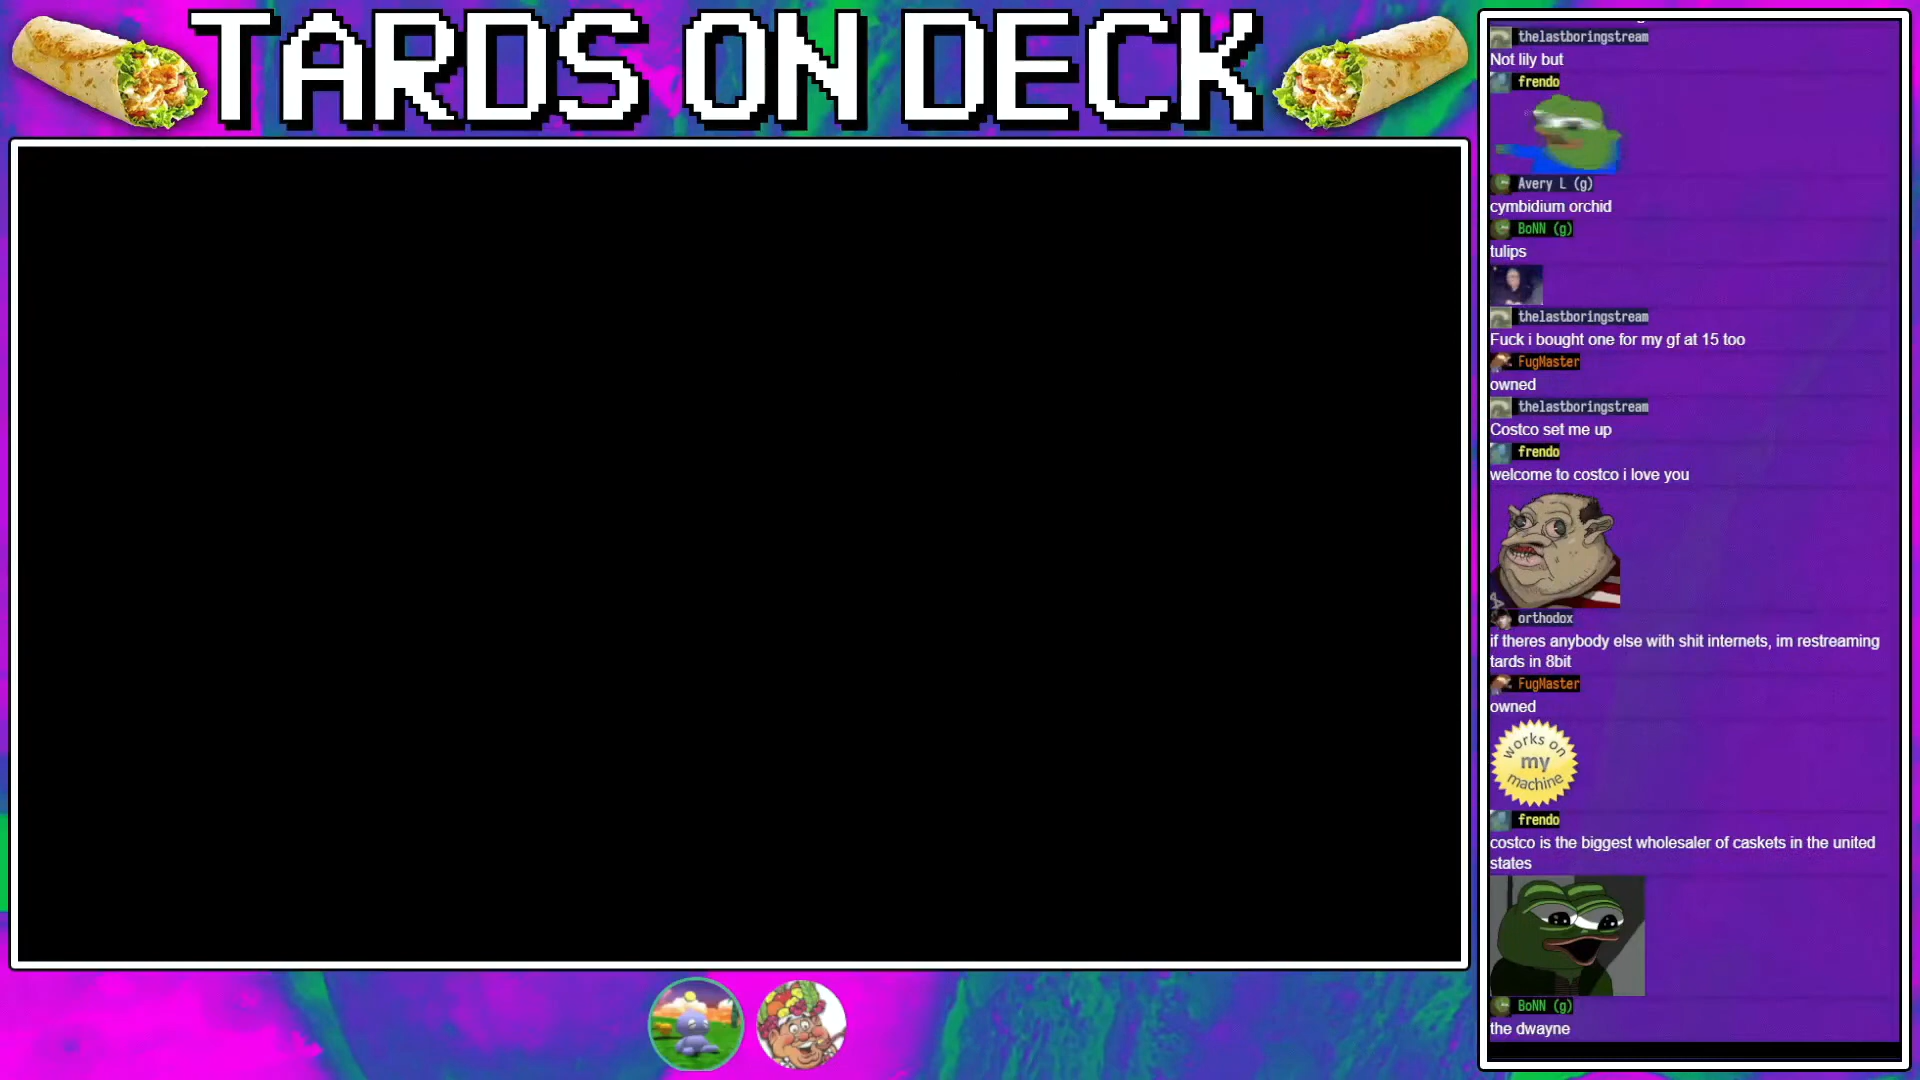 TARDS ON DECK
thelastboringstream
Not lily but
frendo
Avery L (g)
cymbidium orchid
BoNN (g)
tulips
thelastboringstream
Fuck i bought one for my gf at 15 too
FugMaster
owned
thelastboringstream
Costco set me up
frendo
welcome to costco i love you
orthodox
if theres anybody else with shit internets, im restreaming
tards in 8bit
FugMaster
owned
works on
my
machine
frendo
costco is the biggest wholesaler of caskets in the united
states
BoNN (g)
the dwayne